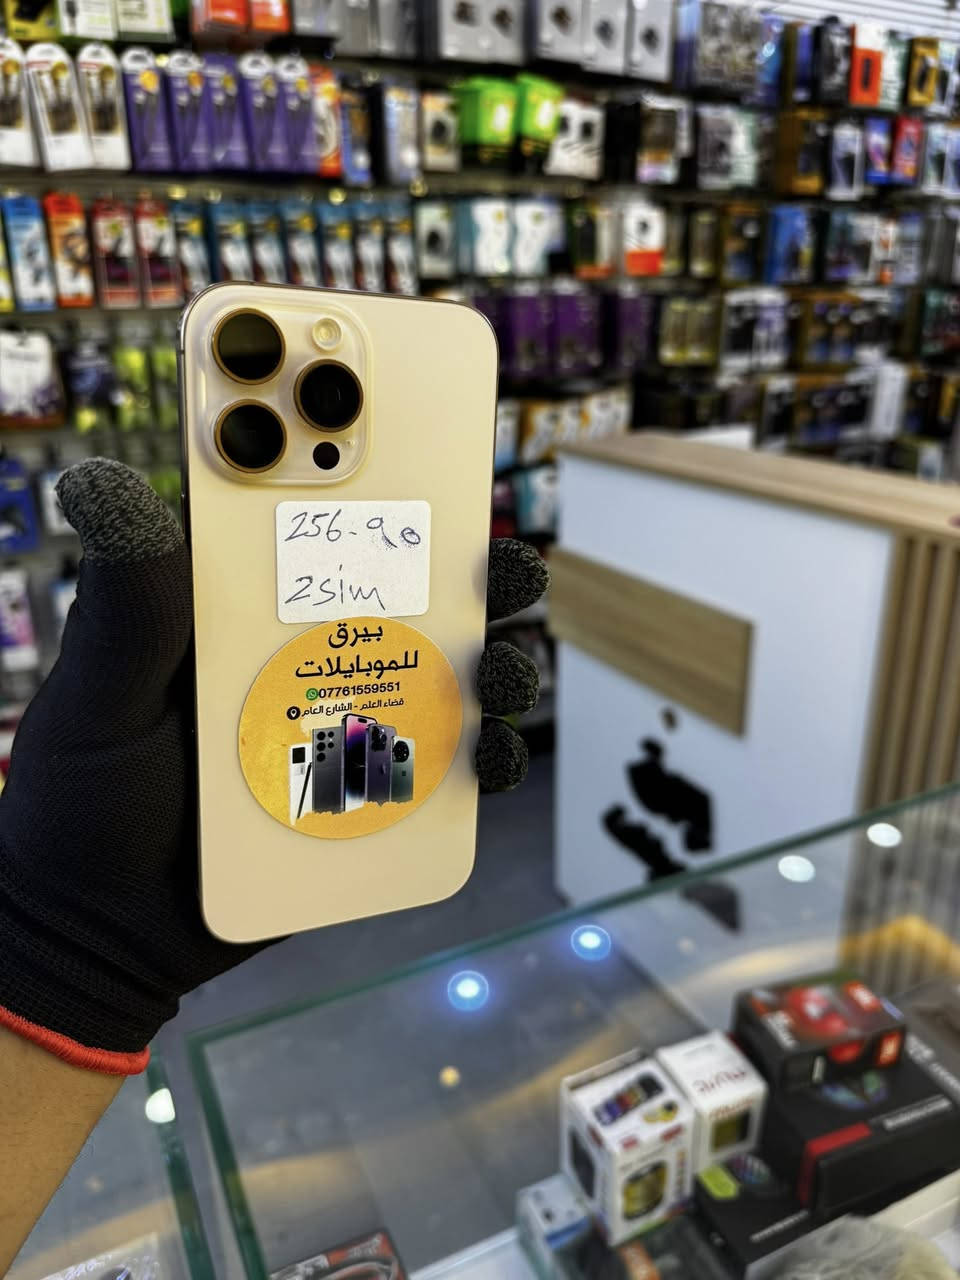 256-90
2sim
بيرق
للموبايلات
07761559551
قضاء العلم - الشارع العام